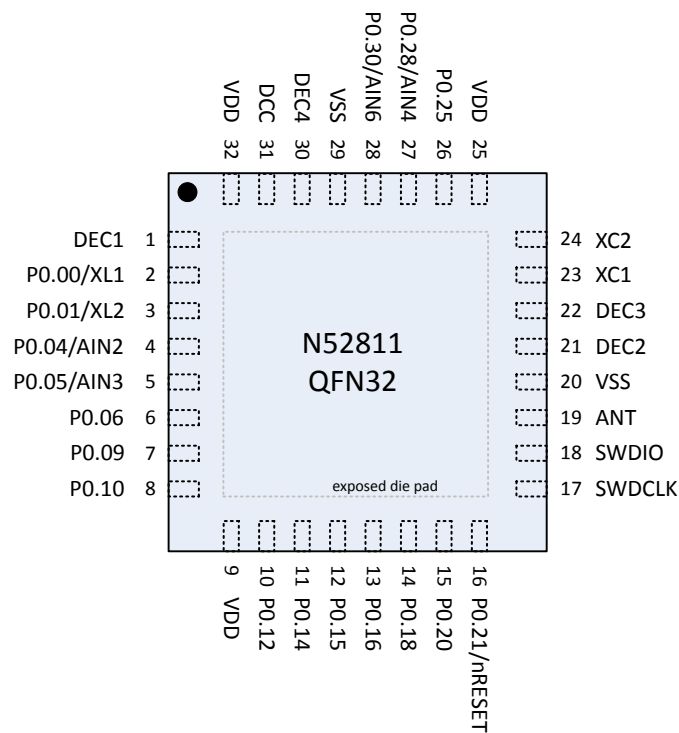 VDD 32
DCC 31
DEC4 30
VSS 29
P0.30/AIN6 28
P0.28/AIN4 27
P0.25 26
VDD 25
DEC1 1
P0.00/XL1 2
P0.01/XL2 3
P0.04/AIN2 4
P0.05/AIN3 5
P0.06 6
P0.09 7
P0.10 8
N52811
QFN32
exposed die pad
24 XC2
23 XC1
22 DEC3
21 DEC2
20 VSS
19 ANT
18 SWDIO
17 SWDCLK
9 VDD
10 P0.12
11 P0.14
12 P0.15
13 P0.16
14 P0.18
15 P0.20
16 P0.21/nRESET